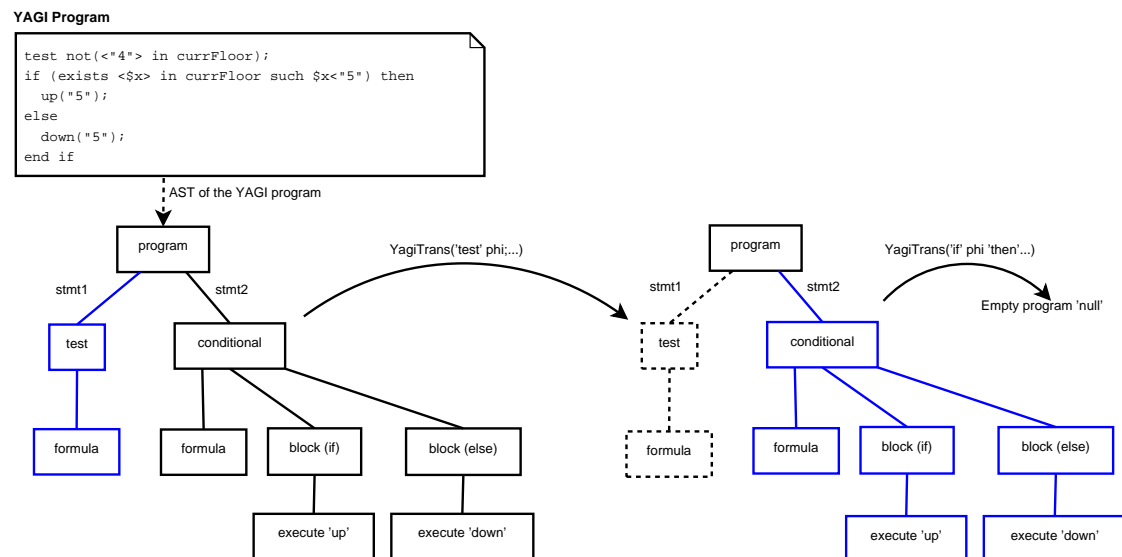 YAGI Program
test not(<"4"> in currFloor);
if (exists <$x> in currFloor such $x<"5") then
up("5");
else
down("5");
end if
AST of the YAGI program
program
stmt1
stmt2
test
conditional
formula
formula
block (if)
block (else)
execute 'up'
execute 'down'
YagiTrans('test' phi;...)
program
stmt1
stmt2
YagiTrans('if' phi 'then'...)
Empty program 'null'
test
conditional
formula
formula
block (if)
block (else)
execute 'up'
execute 'down'